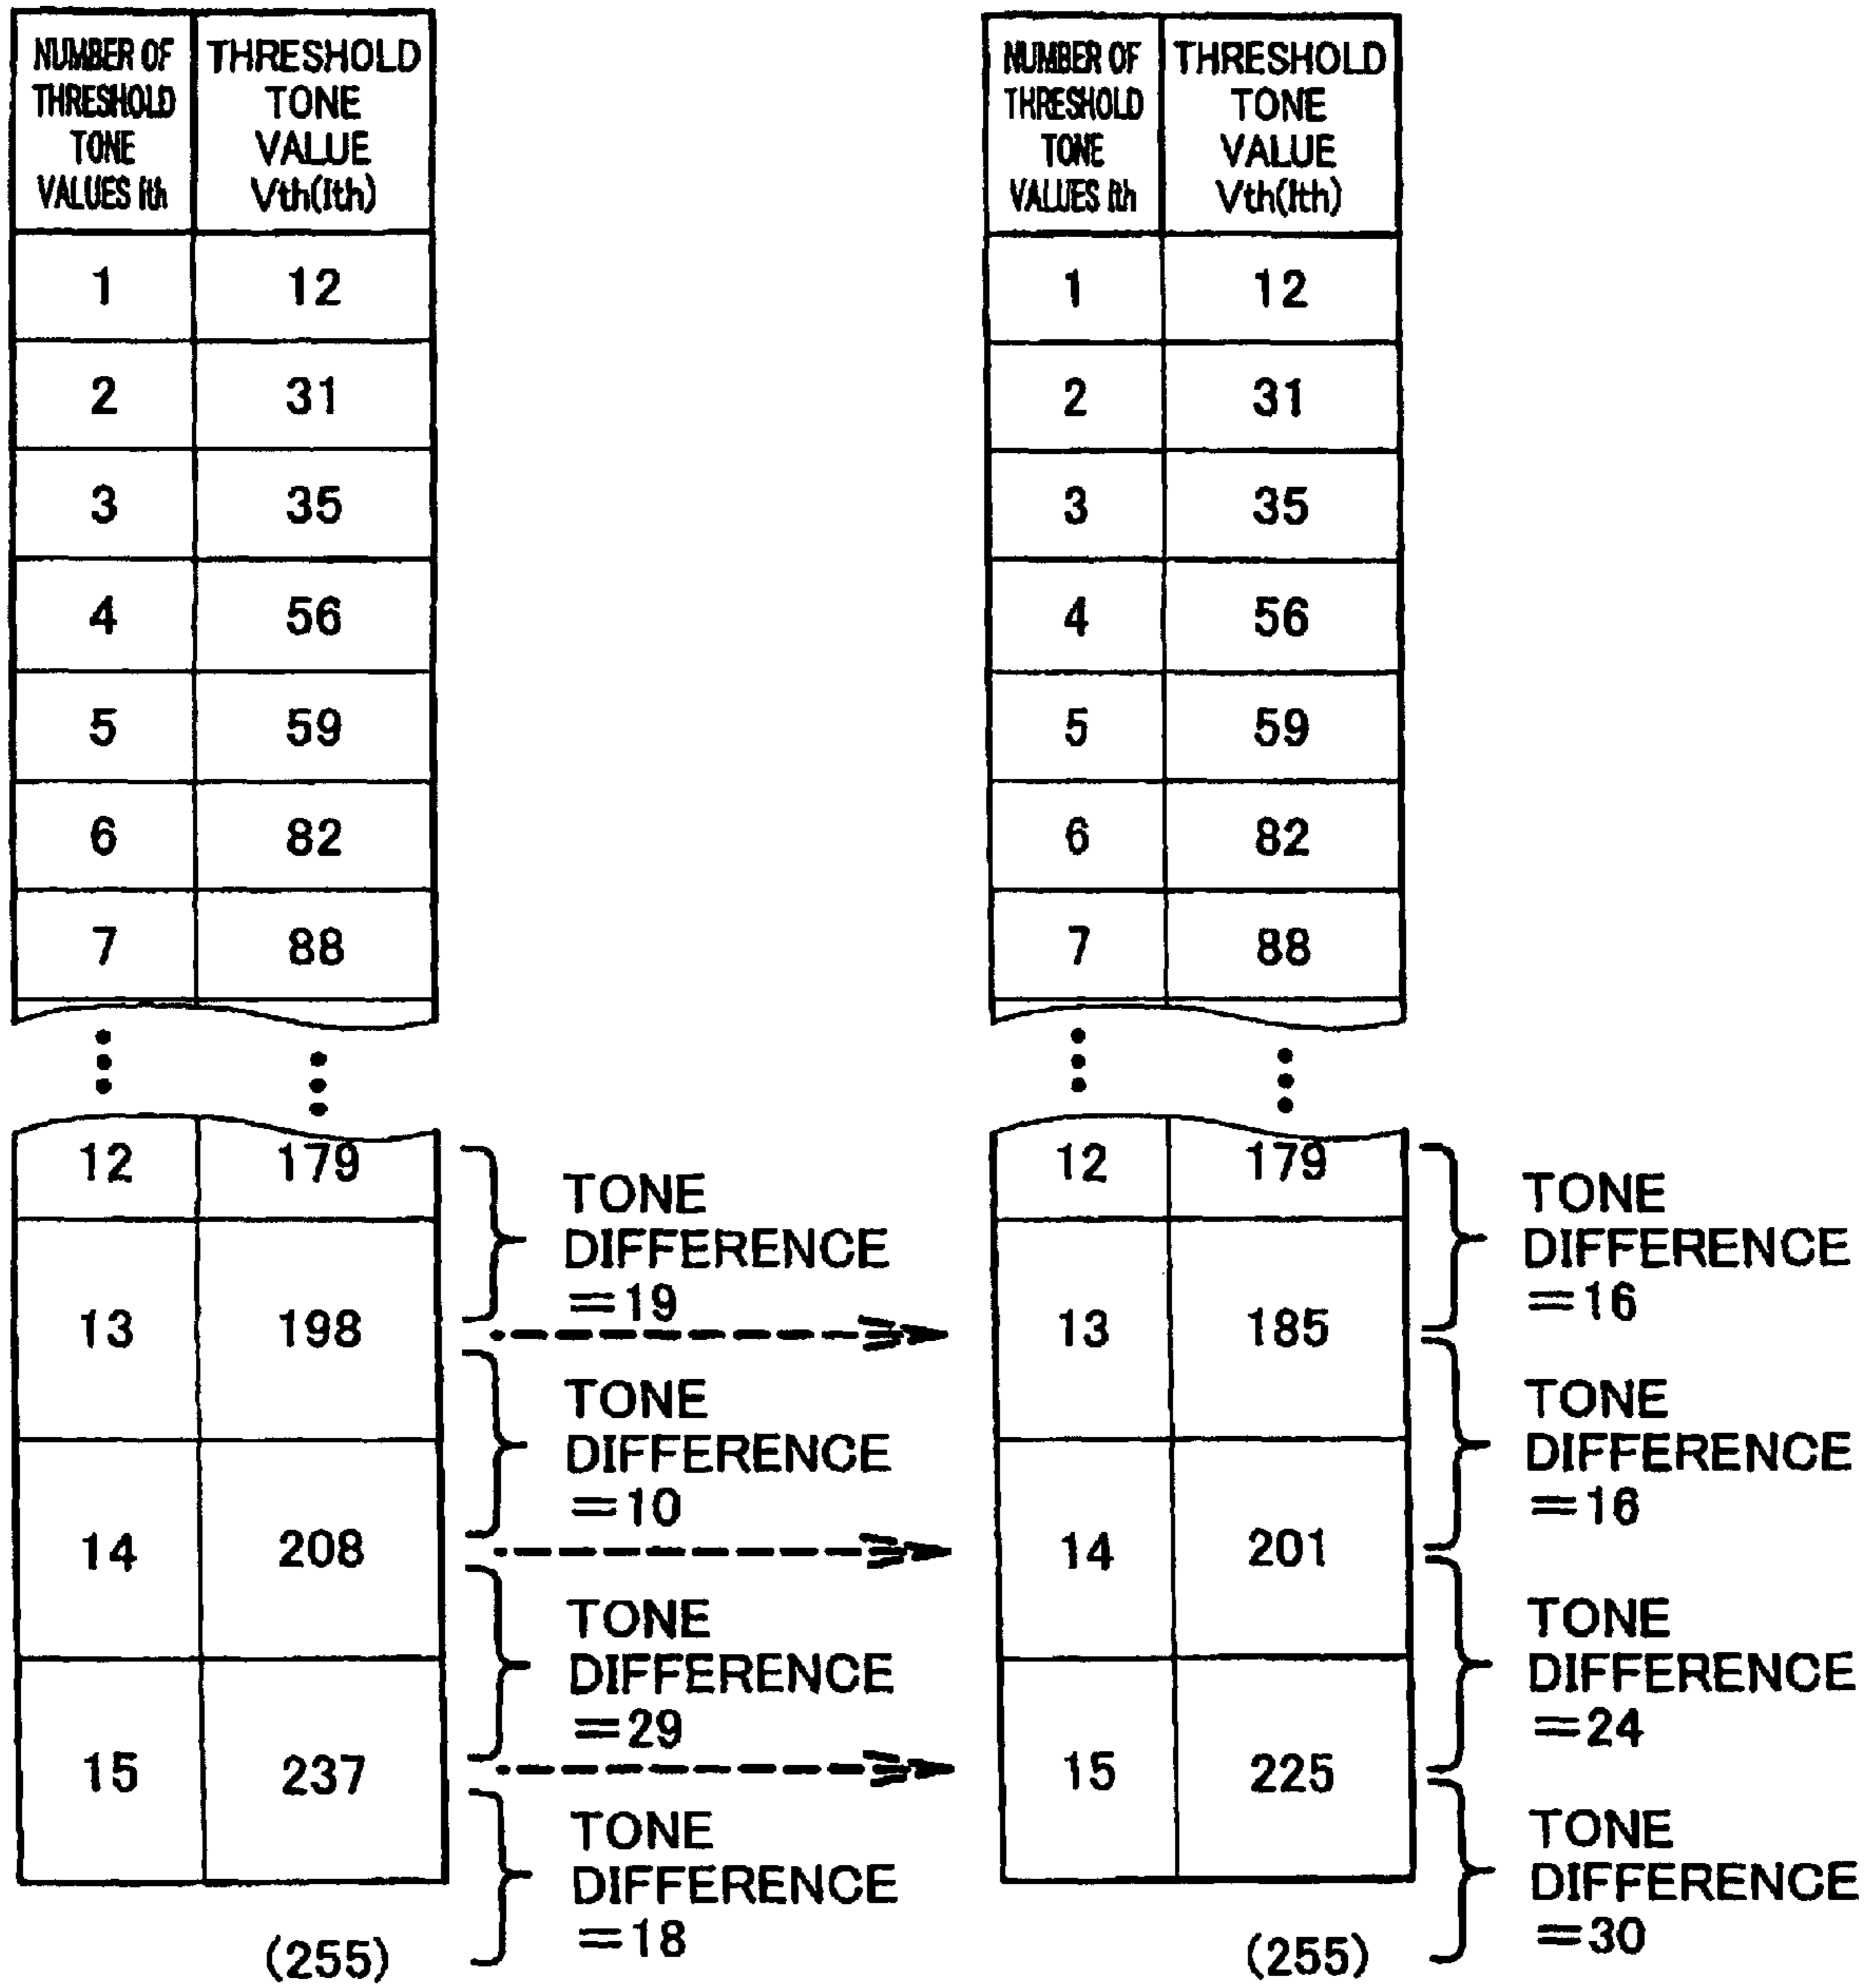 NUMBER OF
THRESHOLD
TONE
VALUES Ith
THRESHOLD
TONE
VALUE
Vth(Ith)
1 12
2 31
3 35
4 56
5 59
6 82
7 88
12 179
13 198
14 208
15 237
(255)
TONE
DIFFERENCE
=19
TONE
DIFFERENCE
=10
TONE
DIFFERENCE
=29
TONE
DIFFERENCE
=18
NUMBER OF
THRESHOLD
TONE
VALUES Ith
THRESHOLD
TONE
VALUE
Vth(Ith)
1 12
2 31
3 35
4 56
5 59
6 82
7 88
12 179
13 185
14 201
15 225
(255)
TONE
DIFFERENCE
=16
TONE
DIFFERENCE
=16
TONE
DIFFERENCE
=24
TONE
DIFFERENCE
=30